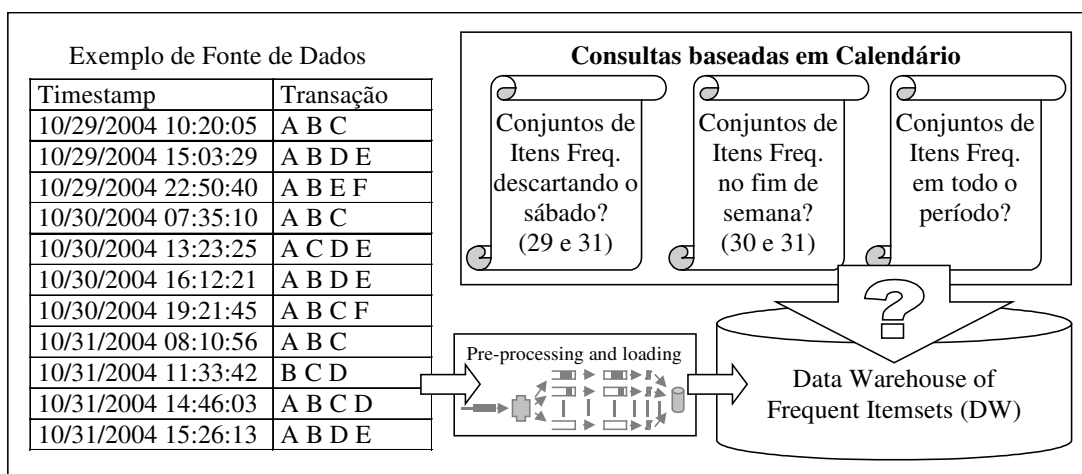 Exemplo de Fonte de Dados
Timestamp Transação
10/29/2004 10:20:05 A B C
10/29/2004 15:03:29 A B D E
10/29/2004 22:50:40 A B E F
10/30/2004 07:35:10 A B C
10/30/2004 13:23:25 A C D E
10/30/2004 16:12:21 A B D E
10/30/2004 19:21:45 A B C F
10/31/2004 08:10:56 A B C
10/31/2004 11:33:42 B C D
10/31/2004 14:46:03 A B C D
10/31/2004 15:26:13 A B D E
Consultas baseadas em Calendário
Conjuntos de
Itens Freq.
descartando o
sábado?
(29 e 31)
Conjuntos de
Itens Freq.
no fim de
semana?
(30 e 31)
Conjuntos de
Itens Freq.
em todo o
período?
?
Pre-processing and loading
Data Warehouse of
Frequent Itemsets (DW)